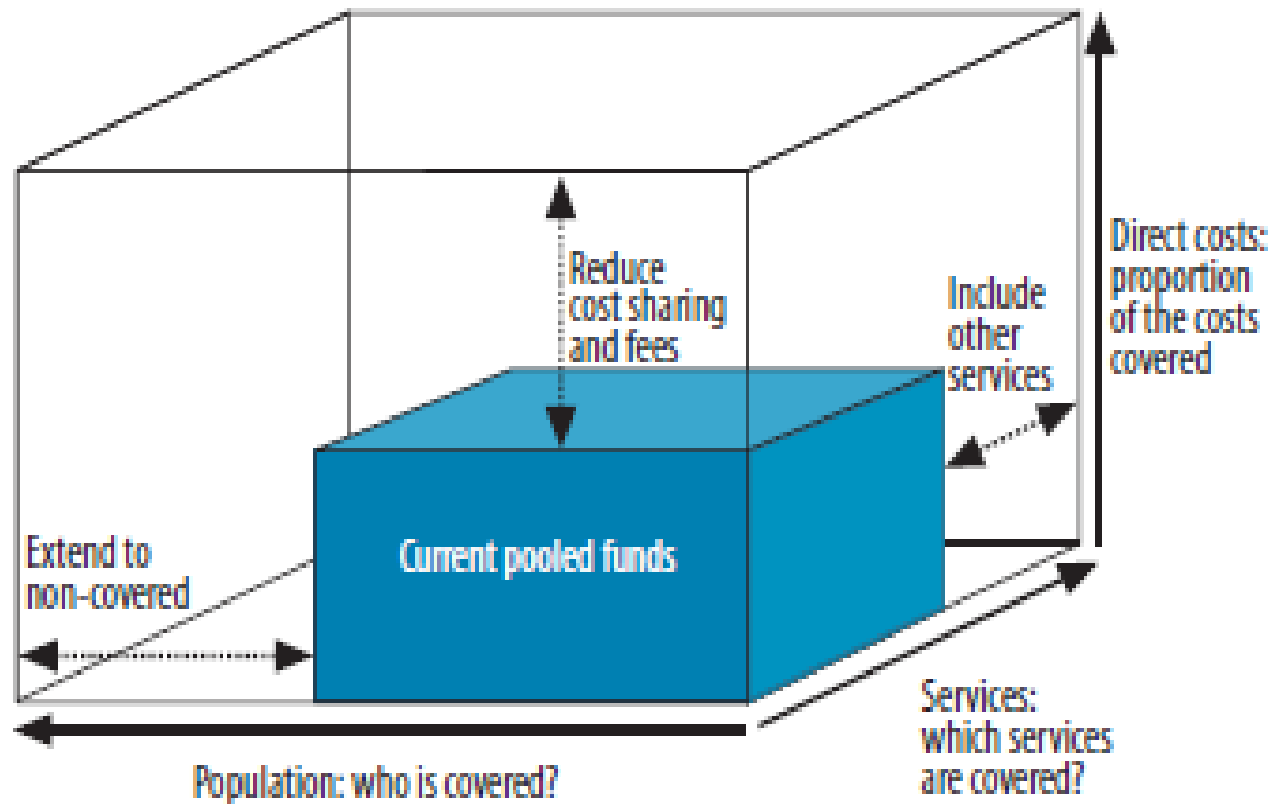 Reduce
cost sharing
and fees
Include
other
services
Direct costs:
proportion
of the costs
covered
Extend to
non-covered
Current pooled funds
Services:
which services
are covered?
Population: who is covered?